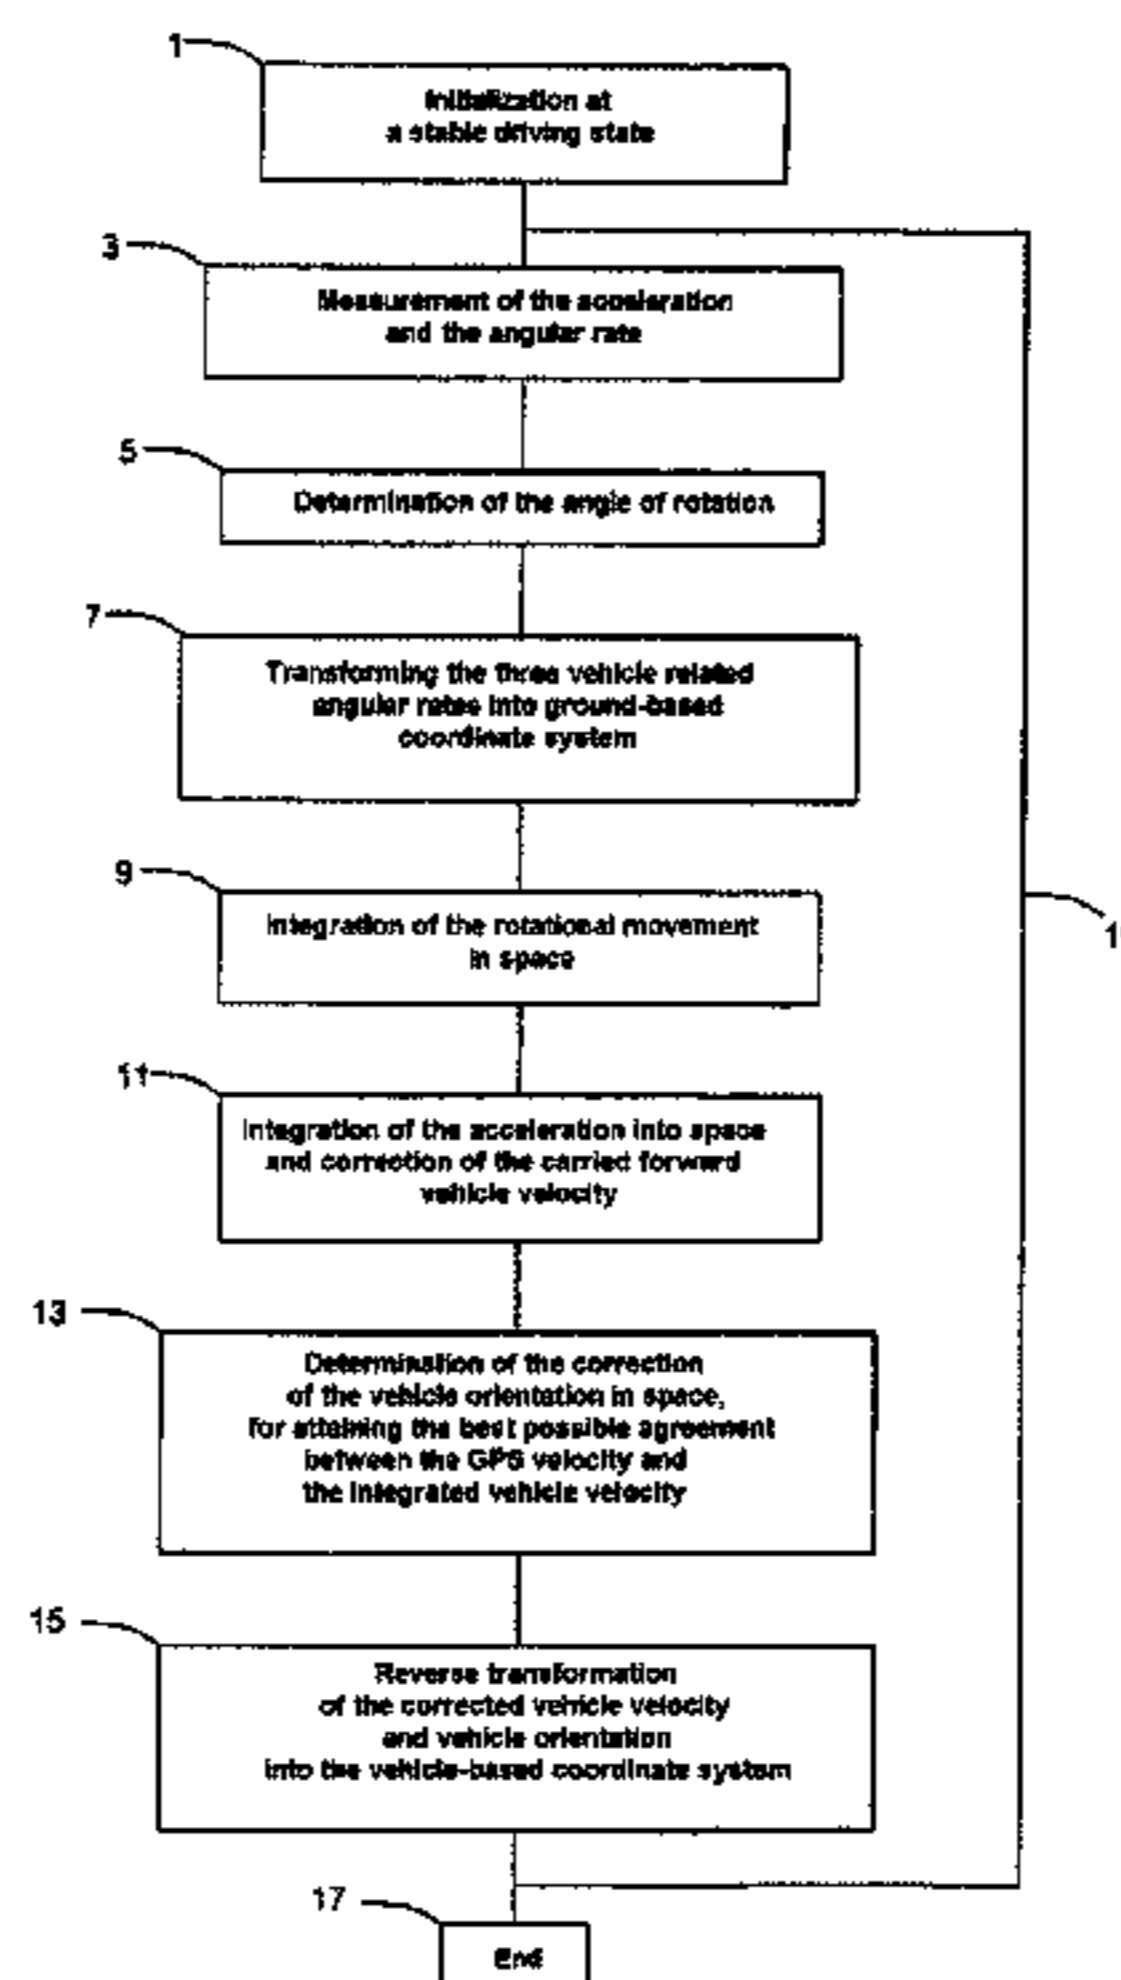 1
Initialization at
a stable driving state
3
Measurement of the acceleration
and the angular rate
5
Determination of the angle of rotation
7
Transforming the three vehicle related
angular rates into ground-based
coordinate system
9
Integration of the rotational movement
in space
11
Integration of the acceleration into space
and correction of the carried forward
vehicle velocity
13
Determination of the correction
of the vehicle orientation in space,
for attaining the best possible agreement
between the GPS velocity and
the integrated vehicle velocity
15
Reverse transformation
of the corrected vehicle velocity
and vehicle orientation
into the vehicle-based coordinate system
17
End